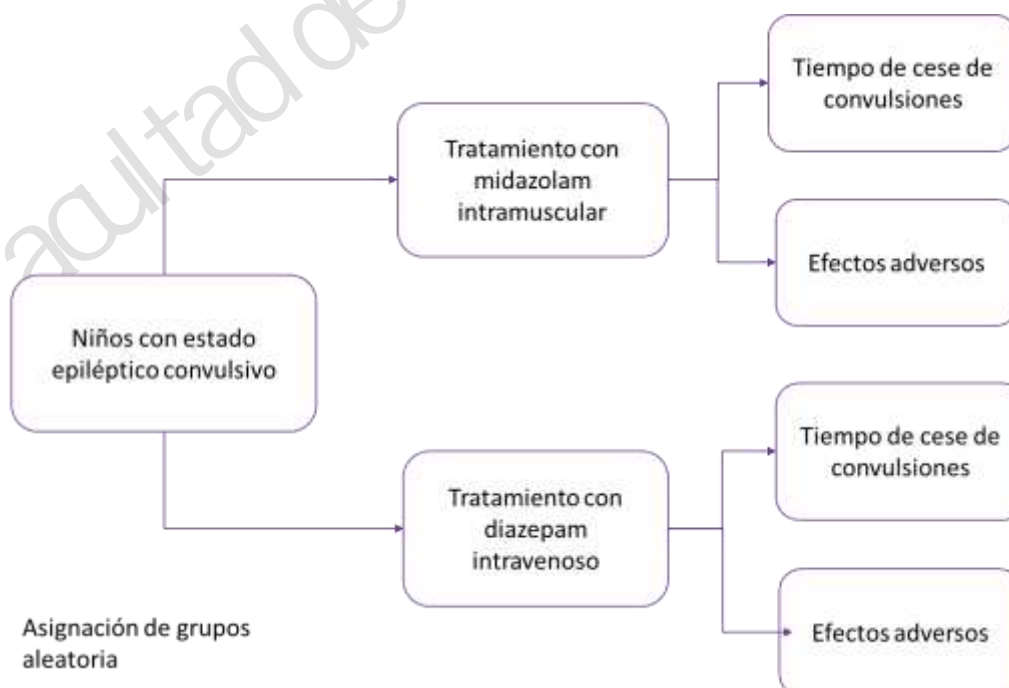 Niños con estado
epiléptico convulsivo
Tratamiento con
midazolam
intramuscular
Tiempo de cese de
convulsiones
Efectos adversos
Tratamiento con
diazepam
intravenoso
Tiempo de cese de
convulsiones
Efectos adversos
Asignación de grupos
aleatoria